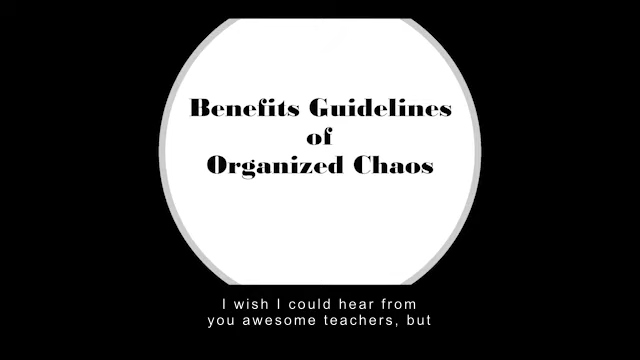 Benefits Guidelines
of
Organized Chaos
I wish I could hear from
you awesome teachers, but